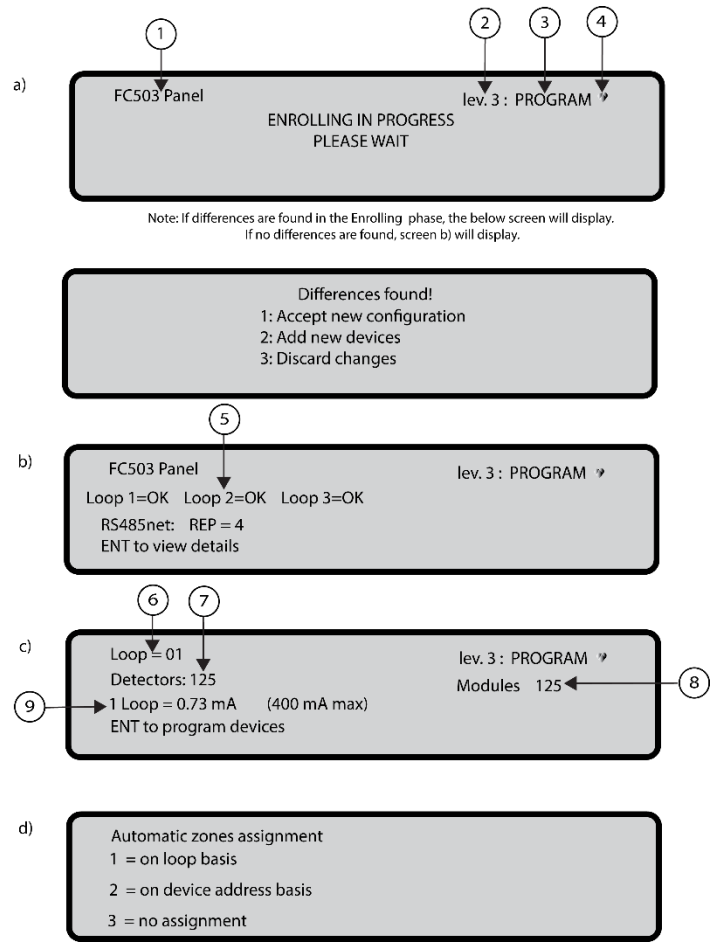 1
2
3
4
a)
FC503 Panel
lev. 3 : PROGRAM
ENROLLING IN PROGRESS
PLEASE WAIT
Note: If differences are found in the Enrolling phase, the below screen will display.
If no differences are found, screen b) will display.
Differences found!
1: Accept new configuration
2: Add new devices
3: Discard changes
5
b)
FC503 Panel
lev. 3 : PROGRAM
Loop 1=OK Loop 2=OK Loop 3=OK
RS485net: REP = 4
ENT to view details
6
7
c)
Loop = 01
lev. 3 : PROGRAM
Detectors: 125
Modules 125
8
9
1 Loop = 0.73 mA (400 mA max)
ENT to program devices
d)
Automatic zones assignment
1 = on loop basis
2 = on device address basis
3 = no assignment